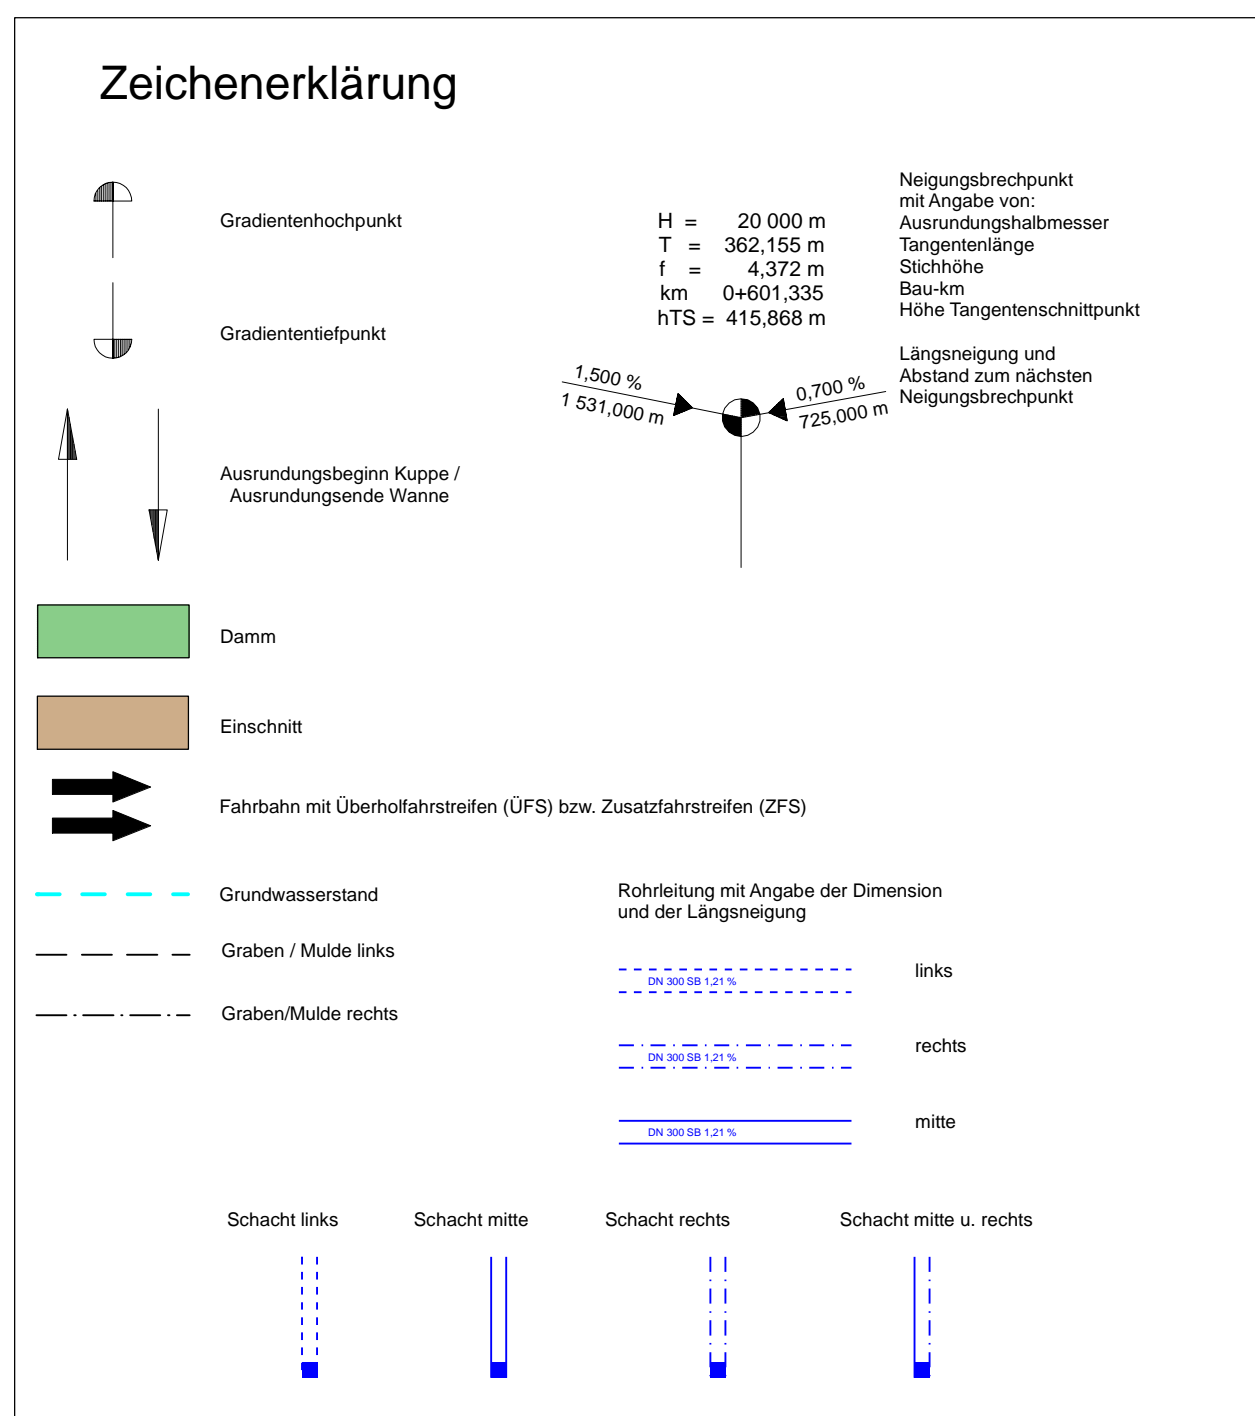 Zeichenerklärung
Gradientenhochpunkt
Gradiententiefpunkt
Ausrundungsbeginn Kuppe /
Ausrundungsende Wanne
H = 20 000 m
T = 362,155 m
f = 4,372 m
km 0+601,335
hTS = 415,868 m
Neigungsbrechpunkt
mit Angabe von:
Ausrundungshalbmesser
Tangentenlänge
Stichhöhe
Bau-km
Höhe Tangentenschnittpunkt
Längsneigung und
Abstand zum nächsten
Neigungsbrechpunkt
1,500 %
1 531,000 m
0,700 %
725,000 m
Damm
Einschnitt
Fahrbahn mit Überholfahrstreifen (ÜFS) bzw. Zusatzfahrstreifen (ZFS)
Grundwasserstand
Graben / Mulde links
Graben/Mulde rechts
Rohrleitung mit Angabe der Dimension
und der Längsneigung
DN 300 SB 1,21 %
links
DN 300 SB 1,21 %
rechts
DN 300 SB 1,21 %
mitte
Schacht links
Schacht mitte
Schacht rechts
Schacht mitte u. rechts